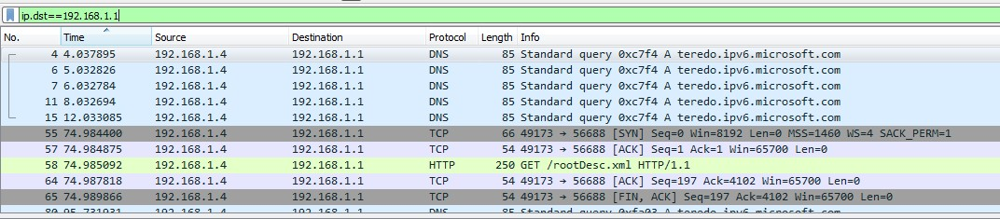 ip.dst==192.168.1.1
No. Time Source Destination Protocol Length Info
4 4.037895 192.168.1.4 192.168.1.1 DNS 85 Standard query 0xc7f4 A teredo.ipv6.microsoft.com
6 5.032826 192.168.1.4 192.168.1.1 DNS 85 Standard query 0xc7f4 A teredo.ipv6.microsoft.com
7 6.032784 192.168.1.4 192.168.1.1 DNS 85 Standard query 0xc7f4 A teredo.ipv6.microsoft.com
11 8.032694 192.168.1.4 192.168.1.1 DNS 85 Standard query 0xc7f4 A teredo.ipv6.microsoft.com
15 12.033085 192.168.1.4 192.168.1.1 DNS 85 Standard query 0xc7f4 A teredo.ipv6.microsoft.com
55 74.984400 192.168.1.4 192.168.1.1 TCP 66 49173 → 56688 [SYN] Seq=0 Win=8192 Len=0 MSS=1460 WS=4 SACK_PERM=1
57 74.984875 192.168.1.4 192.168.1.1 TCP 54 49173 → 56688 [ACK] Seq=1 Ack=1 Win=65700 Len=0
58 74.985092 192.168.1.4 192.168.1.1 HTTP 250 GET /rootDesc.xml HTTP/1.1
64 74.987818 192.168.1.4 192.168.1.1 TCP 54 49173 → 56688 [ACK] Seq=197 Ack=4102 Win=65700 Len=0
65 74.989866 192.168.1.4 192.168.1.1 TCP 54 49173 → 56688 [FIN, ACK] Seq=197 Ack=4102 Win=65700 Len=0
80 95.731931 192.168.1.4 192.168.1.1 DNS 85 Standard query 0xfa03 A teredo.ipv6.microsoft.com